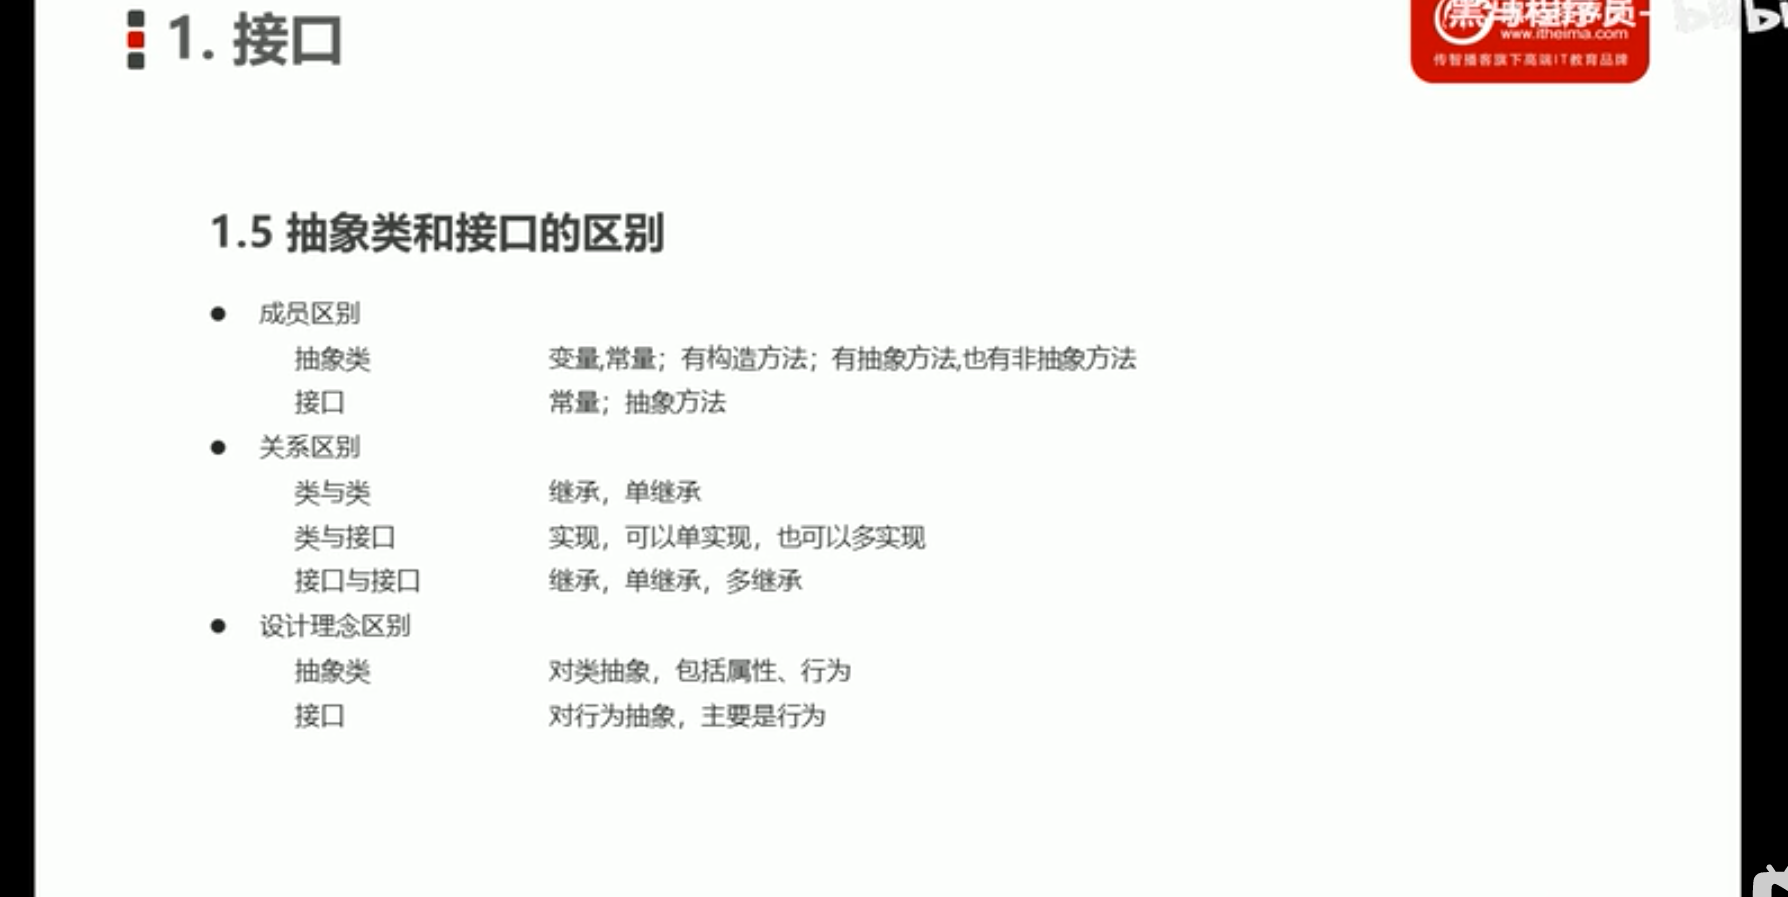 1. 接口
黑马程序员-
www.itheima.com
传智播客旗下高端IT教育品牌
1.5 抽象类和接口的区别
● 成员区别
抽象类 变量,常量；有构造方法；有抽象方法,也有非抽象方法
接口 常量；抽象方法
● 关系区别
类与类 继承，单继承
类与接口 实现，可以单实现，也可以多实现
接口与接口 继承，单继承，多继承
● 设计理念区别
抽象类 对类抽象，包括属性、行为
接口 对行为抽象，主要是行为